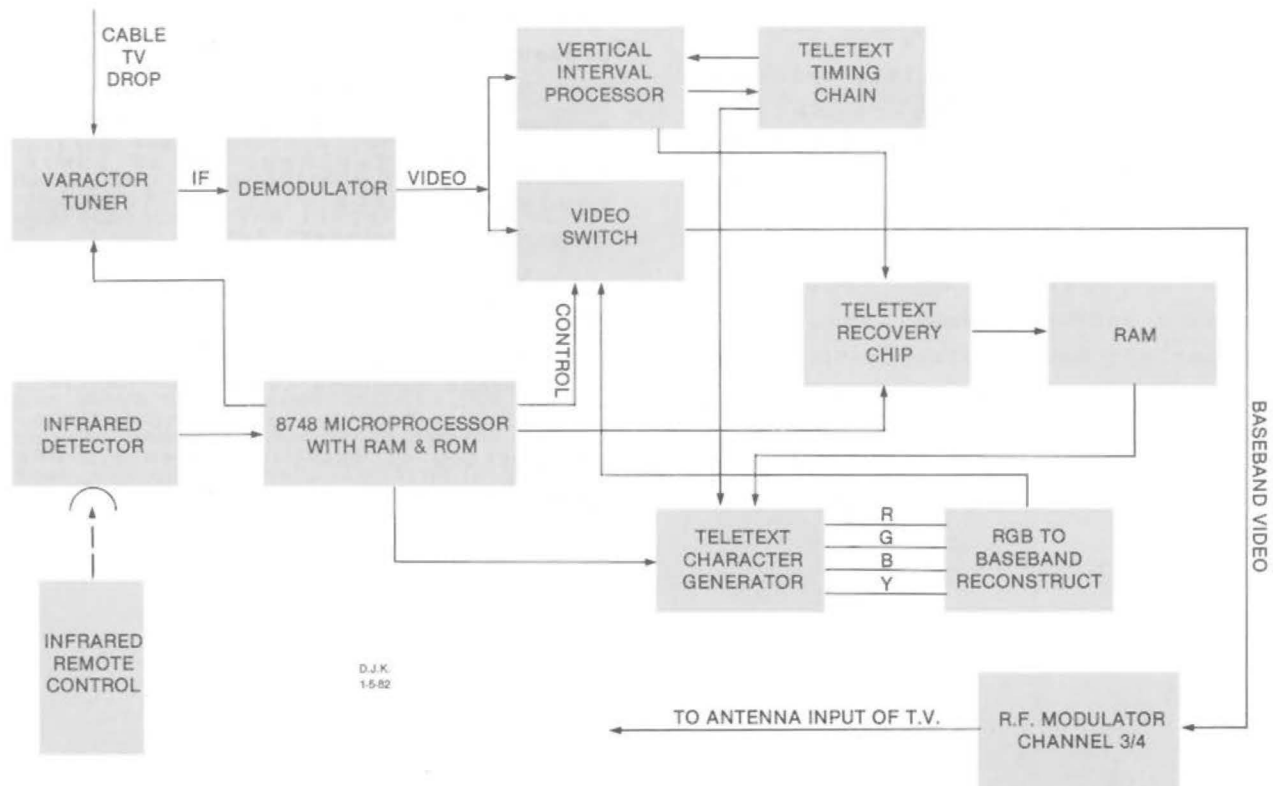 CABLE
TV
DROP
VERTICAL
INTERVAL
PROCESSOR
TELETEXT
TIMING
CHAIN
VARACTOR
TUNER
IF
DEMODULATOR
VIDEO
VIDEO
SWITCH
CONTROL
TELETEXT
RECOVERY
CHIP
RAM
INFRARED
DETECTOR
8748 MICROPROCESSOR
WITH RAM & ROM
BASEBAND VIDEO
TELETEXT
CHARACTER
GENERATOR
R
G
B
Y
RGB TO
BASEBAND
RECONSTRUCT
INFRARED
REMOTE
CONTROL
D.J.K.
1-5-82
TO ANTENNA INPUT OF T.V.
R.F. MODULATOR
CHANNEL 3/4